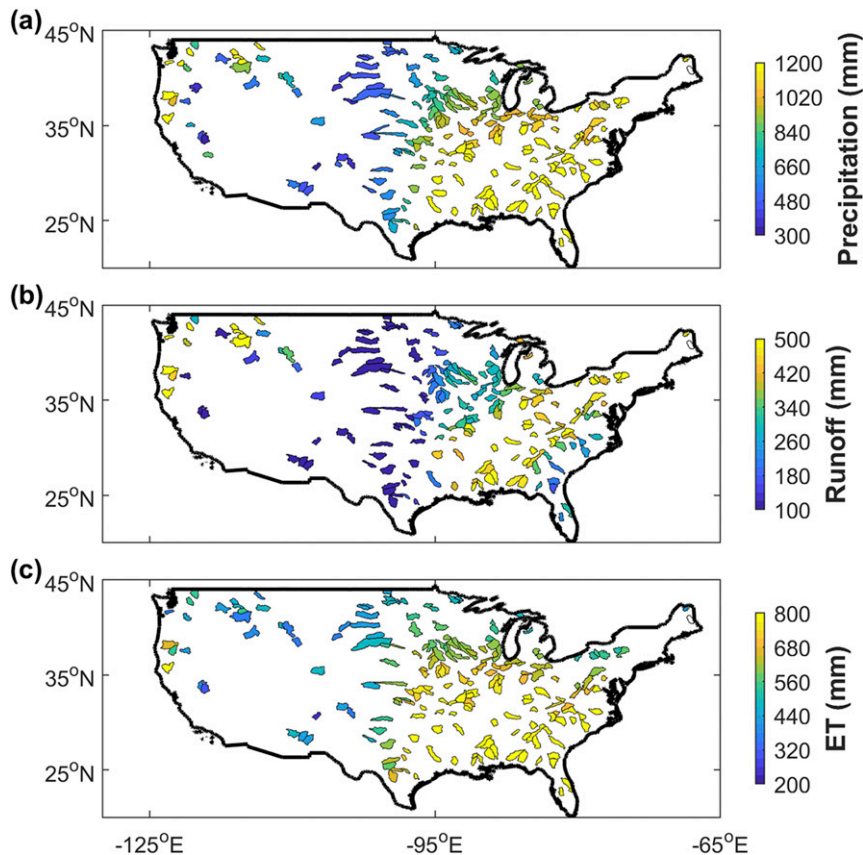 (a)
45°N
35°N
25°N
1200
1020
840
660
480
300
Precipitation (mm)
(b)
45°N
35°N
25°N
500
420
340
260
180
100
Runoff (mm)
(c)
45°N
35°N
25°N
800
680
560
440
320
200
ET (mm)
-125°E
-95°E
-65°E